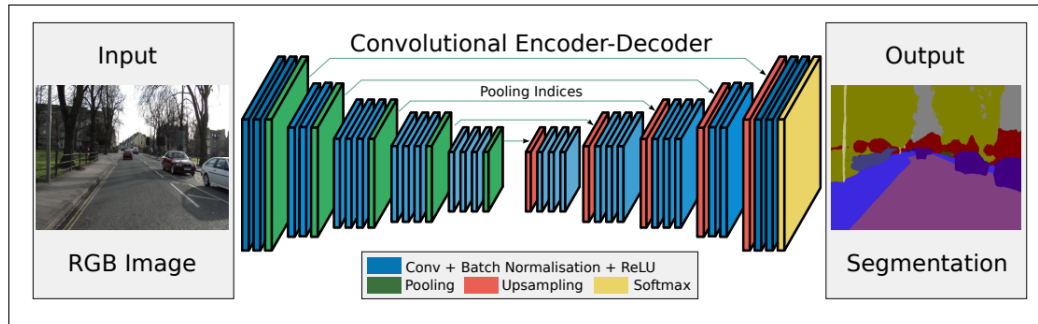 Input
RGB Image
Convolutional Encoder-Decoder
Pooling Indices
Conv + Batch Normalisation + ReLU
Pooling Upsampling Softmax
Output
Segmentation